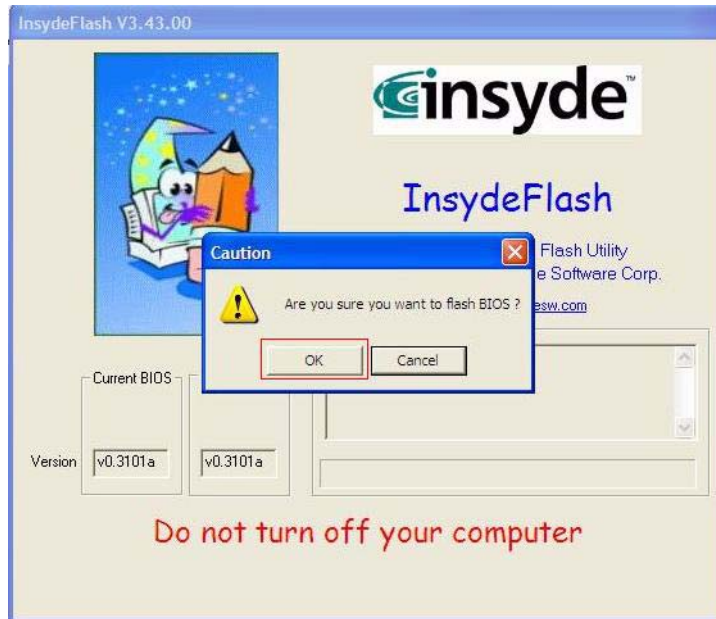 InsydeFlash V3.43.00
insyde™
InsydeFlash
Flash Utility
e Software Corp.
esw.com
Caution
Are you sure you want to flash BIOS ?
OK
Cancel
Current BIOS
Version
v0.3101a
v0.3101a
Do not turn off your computer